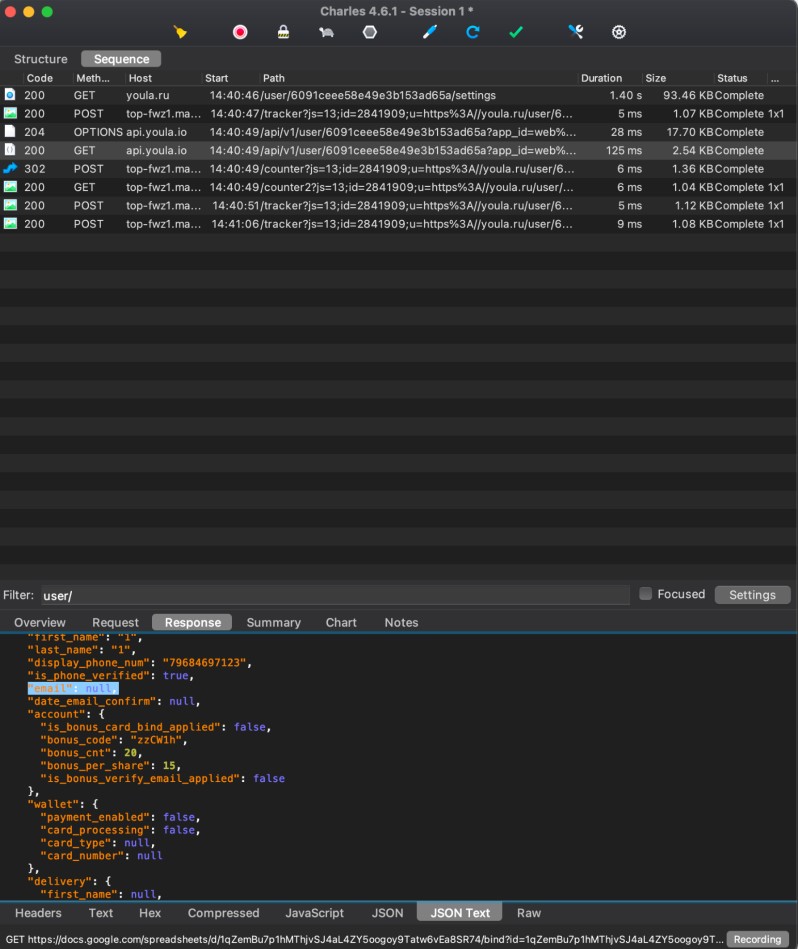 Charles 4.6.1 - Session 1 *
Structure Sequence
Code Meth... Host Start Path Duration Size Status ...
200 GET youla.ru 14:40:46 /user/6091ceee58e49e3b153ad65a/settings 1.40 s 93.46 KB Complete
200 POST top-fwz1.ma... 14:40:47 /tracker?js=13;id=2841909;u=https%3A//youla.ru/user/6... 5 ms 1.07 KB Complete 1x1
204 OPTIONS api.youla.io 14:40:49 /api/v1/user/6091ceee58e49e3b153ad65a?app_id=web%... 28 ms 17.70 KB Complete
200 GET api.youla.io 14:40:49 /api/v1/user/6091ceee58e49e3b153ad65a?app_id=web%... 125 ms 2.54 KB Complete
302 POST top-fwz1.ma... 14:40:49 /counter?js=13;id=2841909;u=https%3A//youla.ru/user/6... 6 ms 1.36 KB Complete
200 GET top-fwz1.ma... 14:40:49 /counter2?js=13;id=2841909;u=https%3A//youla.ru/user/... 6 ms 1.04 KB Complete 1x1
200 POST top-fwz1.ma... 14:40:51 /tracker?js=13;id=2841909;u=https%3A//youla.ru/user/6... 5 ms 1.12 KB Complete 1x1
200 POST top-fwz1.ma... 14:41:06 /tracker?js=13;id=2841909;u=https%3A//youla.ru/user/6... 9 ms 1.08 KB Complete 1x1
Filter: user/ Focused Settings
Overview Request Response Summary Chart Notes
"first_name": "1",
"last_name": "1",
"display_phone_num": "79684697123",
"is_phone_verified": true,
"email": null,
"date_email_confirm": null,
"account": {
"is_bonus_card_bind_applied": false,
"bonus_code": "zzCW1h",
"bonus_cnt": 20,
"bonus_per_share": 15,
"is_bonus_verify_email_applied": false
},
"wallet": {
"payment_enabled": false,
"card_processing": false,
"card_type": null,
"card_number": null
},
"delivery": {
"first_name": null,
Headers Text Hex Compressed JavaScript JSON JSON Text Raw
GET https://docs.google.com/spreadsheets/d/1qZemBu7p1hMThjvSJ4aL4ZY5oogoy9Tatw6vEa8SR74/bind?id=1qZemBu7p1hMThjvSJ4aL4ZY5oogoy9T... Recording